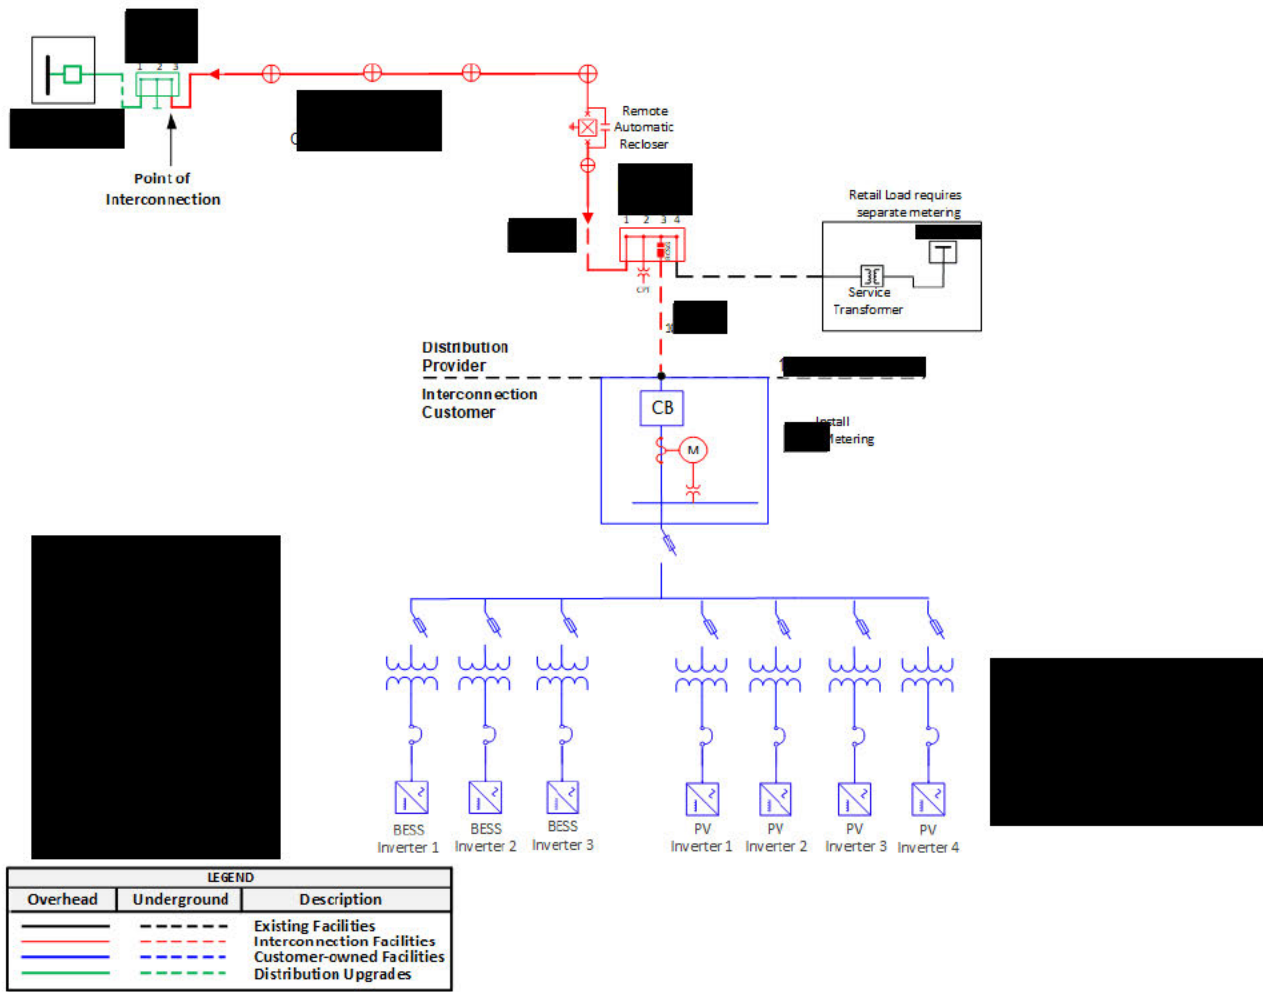 1 2 3
Point of
Interconnection
Remote
Automatic
Recloser
1 2 3 4
Retail Load requires
separate metering
Service
Transformer
Distribution
Provider
Interconnection
Customer
CB
M
Install
Metering
BESS
Inverter 1
BESS
Inverter 2
BESS
Inverter 3
PV
Inverter 1
PV
Inverter 2
PV
Inverter 3
PV
Inverter 4
LEGEND
Overhead Underground Description
Existing Facilities
Interconnection Facilities
Customer-owned Facilities
Distribution Upgrades